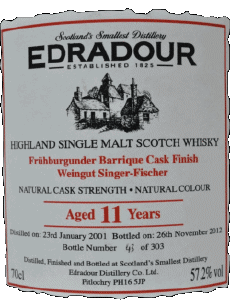 Scotland's Smallest Distillery
EDRADOUR
ESTABLISHED 1825
HIGHLAND SINGLE MALT SCOTCH WHISKY
Frühburgunder Barrique Cask Finish
Weingut Singer-Fischer
NATURAL CASK STRENGTH • NATURAL COLOUR
Aged 11 Years
Distilled on: 23rd January 2001 Bottled on: 26th November 2012
Bottle Number of 303
Distilled, Finished and Bottled at Scotland's Smallest Distillery
70cl Edradour Distillery Co. Ltd. 57.2% vol
Pitlochry PH16 5JP